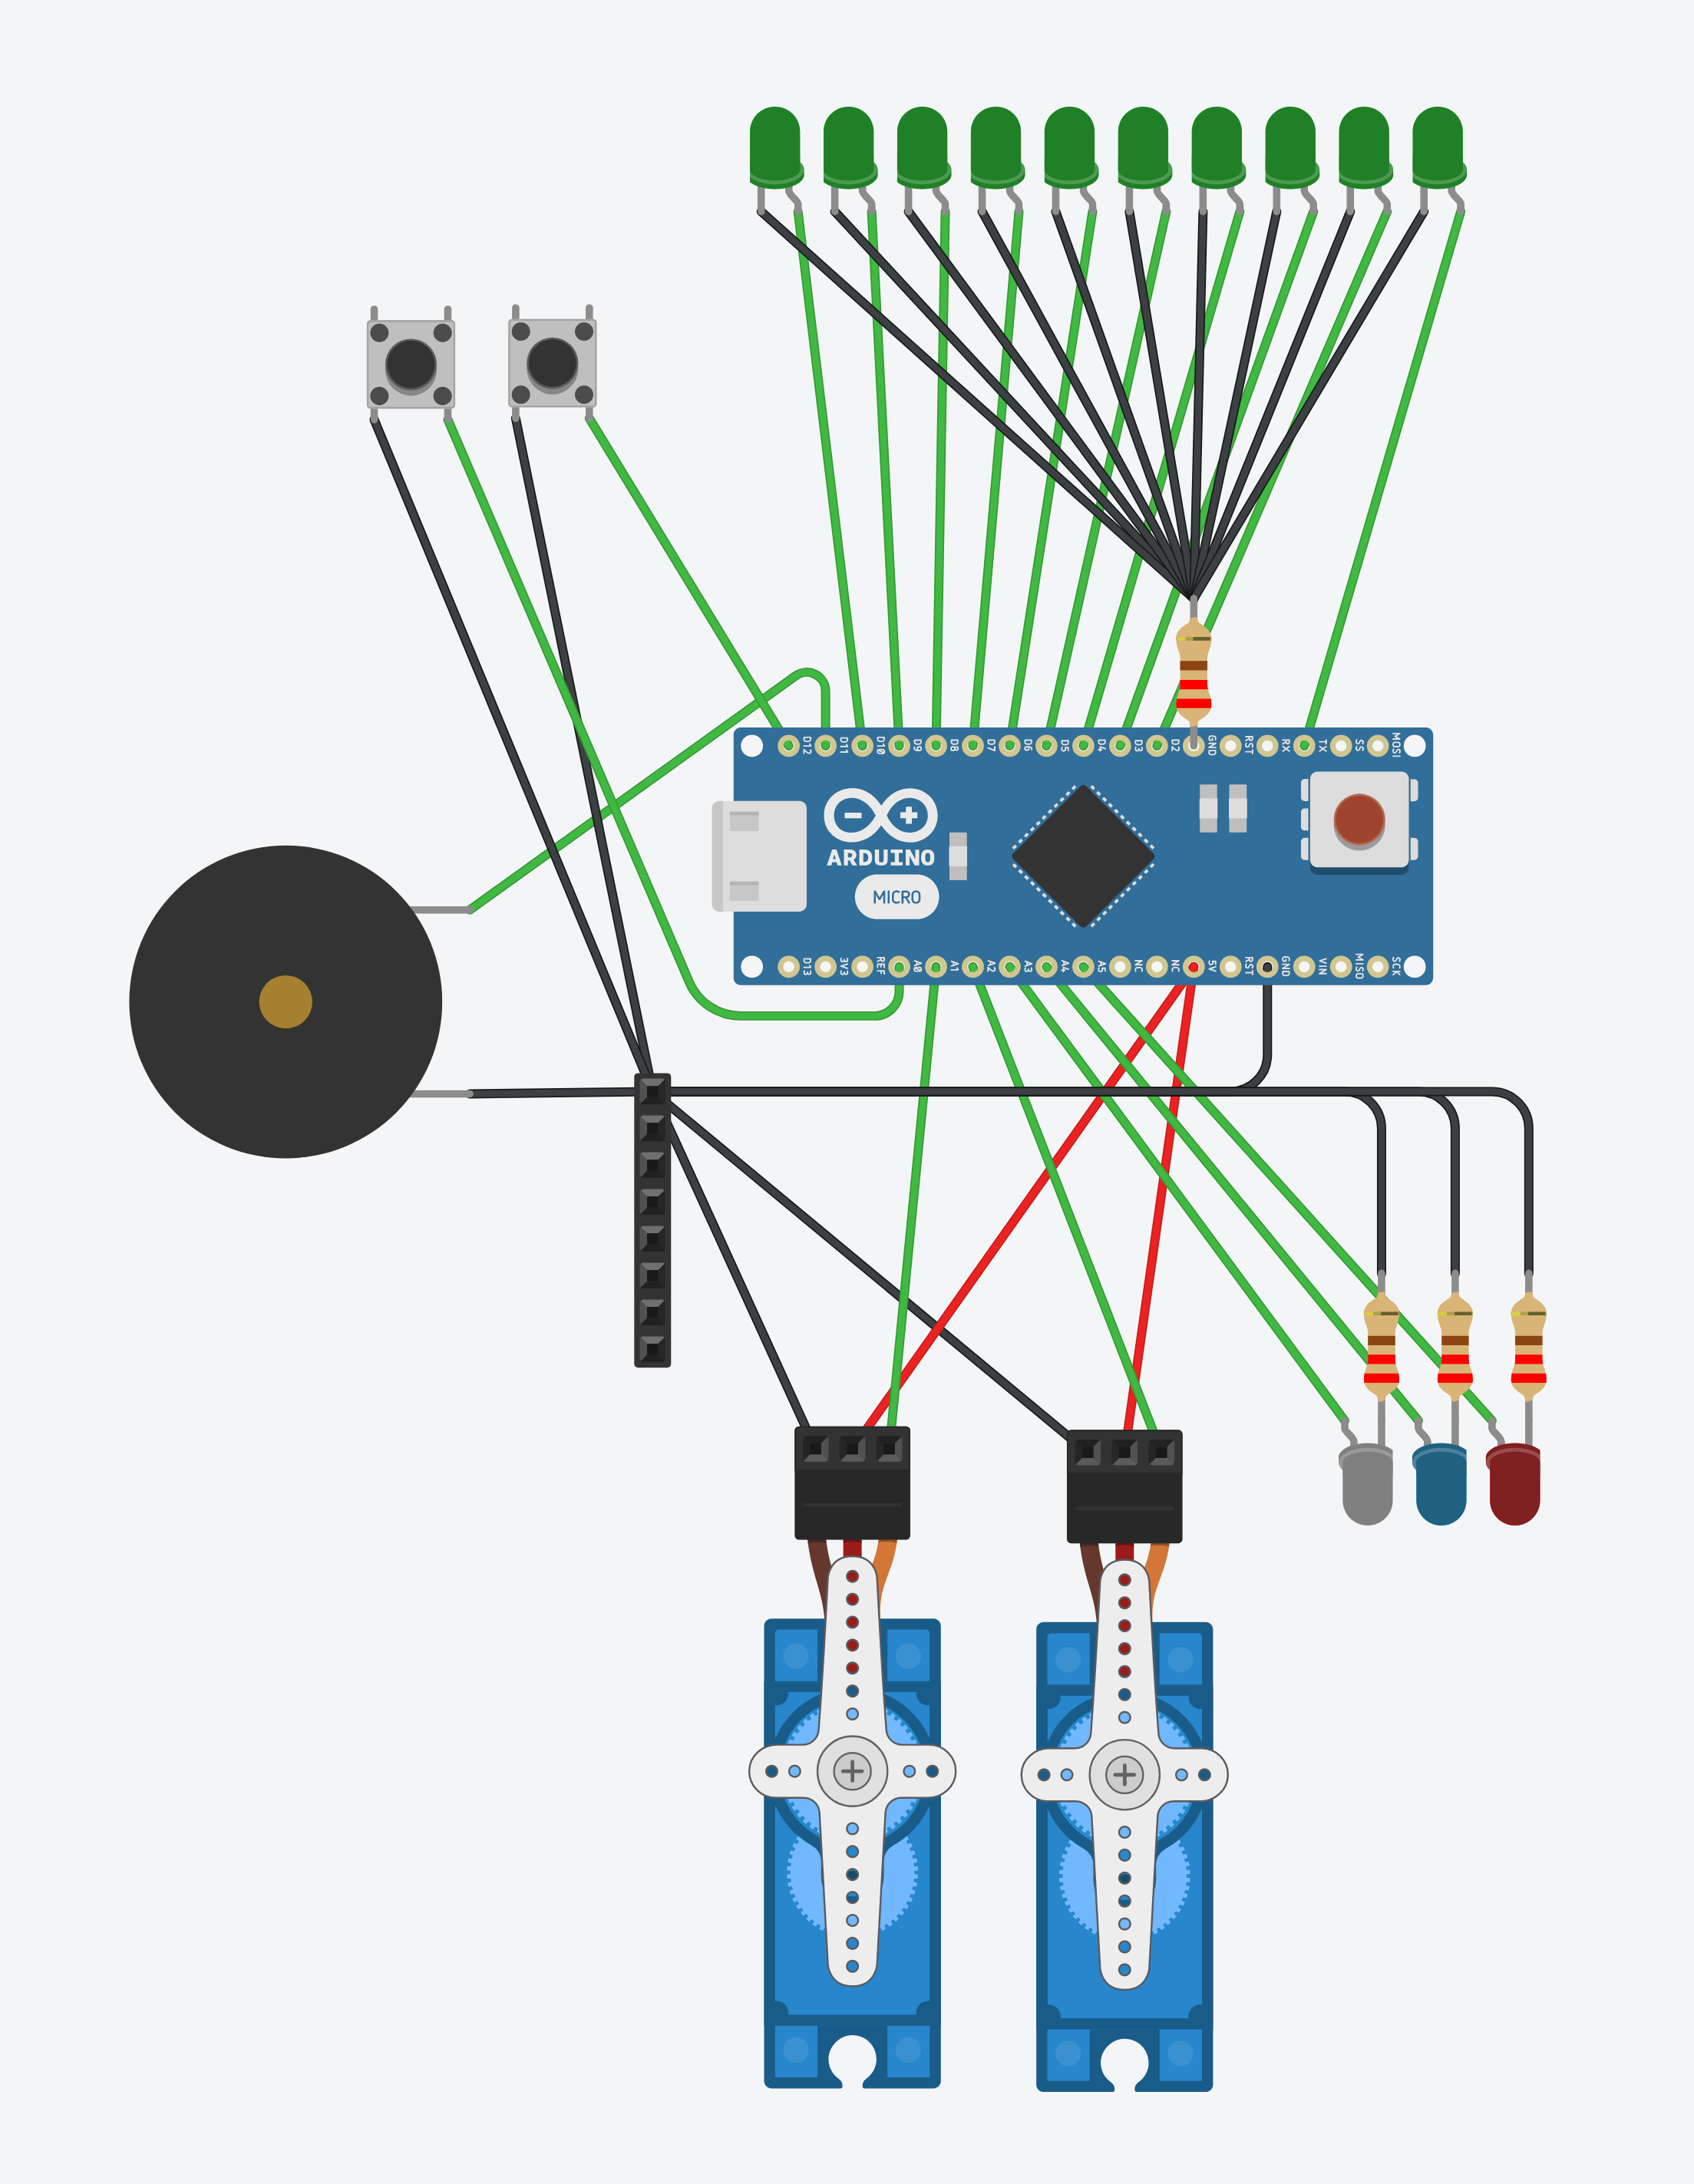 D12 D11 D10 D9 D8 D7 D6 D5 D4 D3 D2 GND RST RX TX SS MOSI
ARDUINO
MICRO
D13 3V3 REF A0 A1 A2 A3 A4 A5 NC NC 5V RST GND VIN MISO SCK